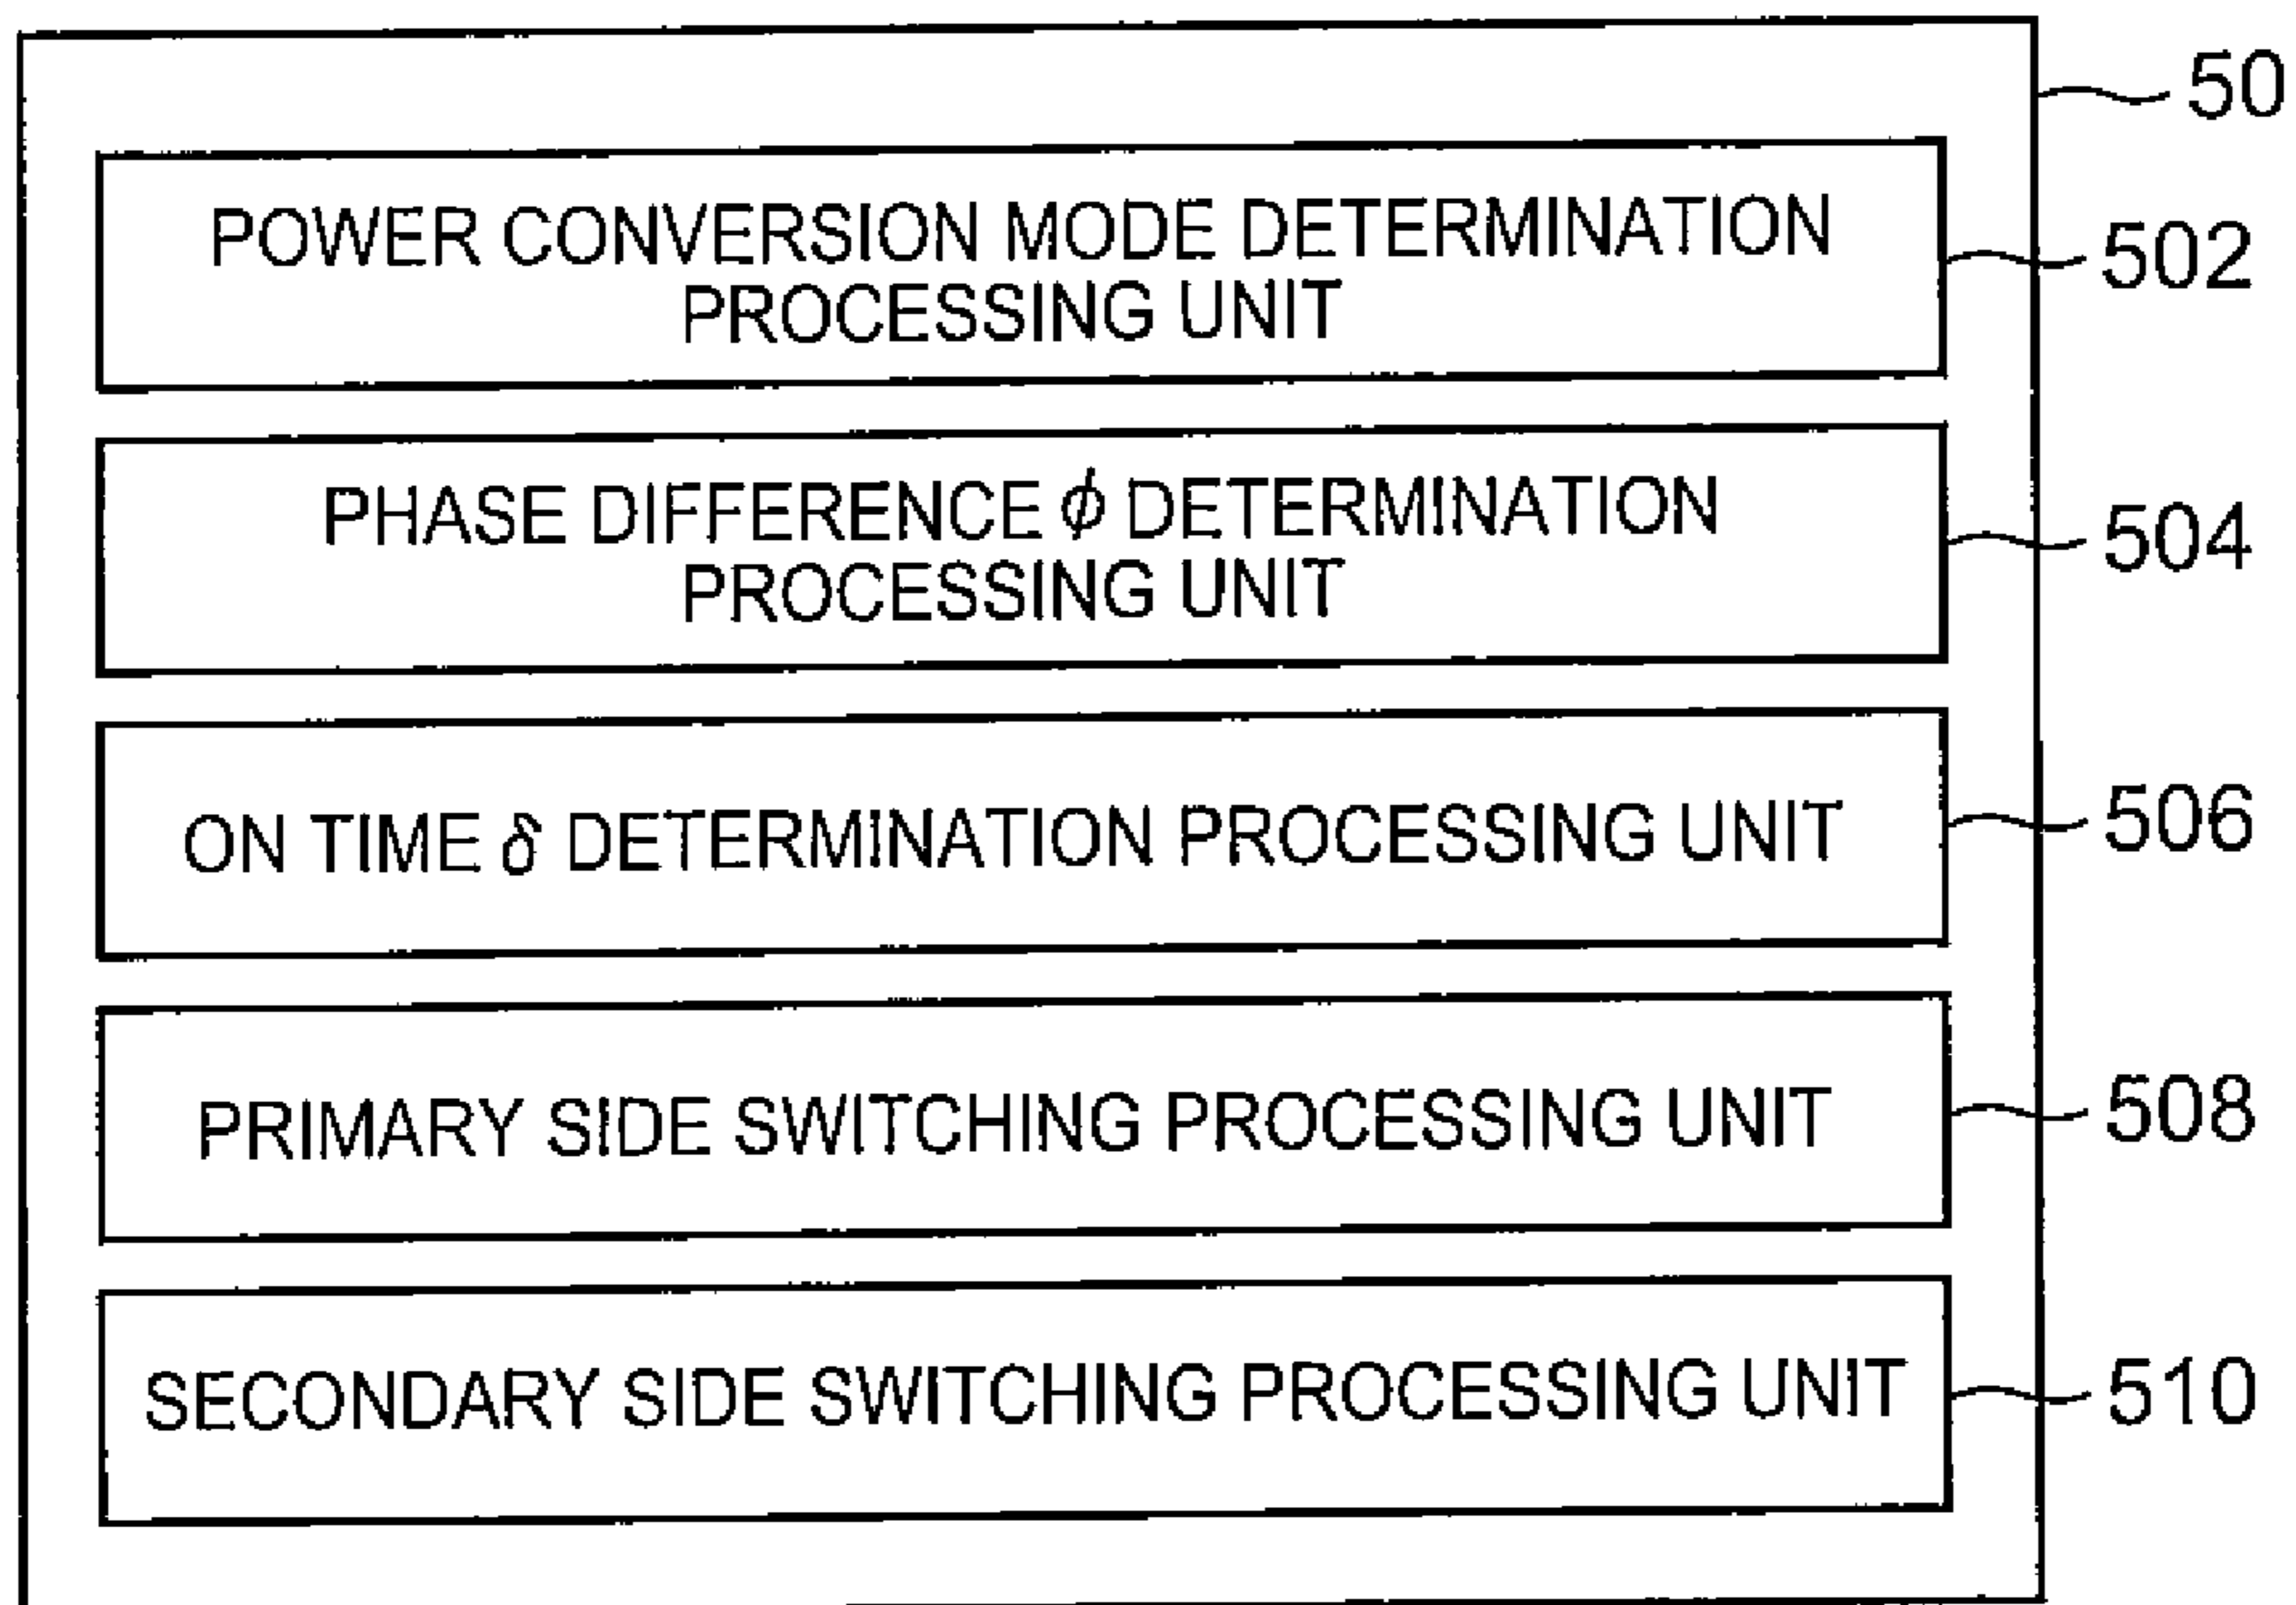 50
POWER CONVERSION MODE DETERMINATION
PROCESSING UNIT
502
PHASE DIFFERENCE ϕ DETERMINATION
PROCESSING UNIT
504
ON TIME δ DETERMINATION PROCESSING UNIT
506
PRIMARY SIDE SWITCHING PROCESSING UNIT
508
SECONDARY SIDE SWITCHING PROCESSING UNIT
510